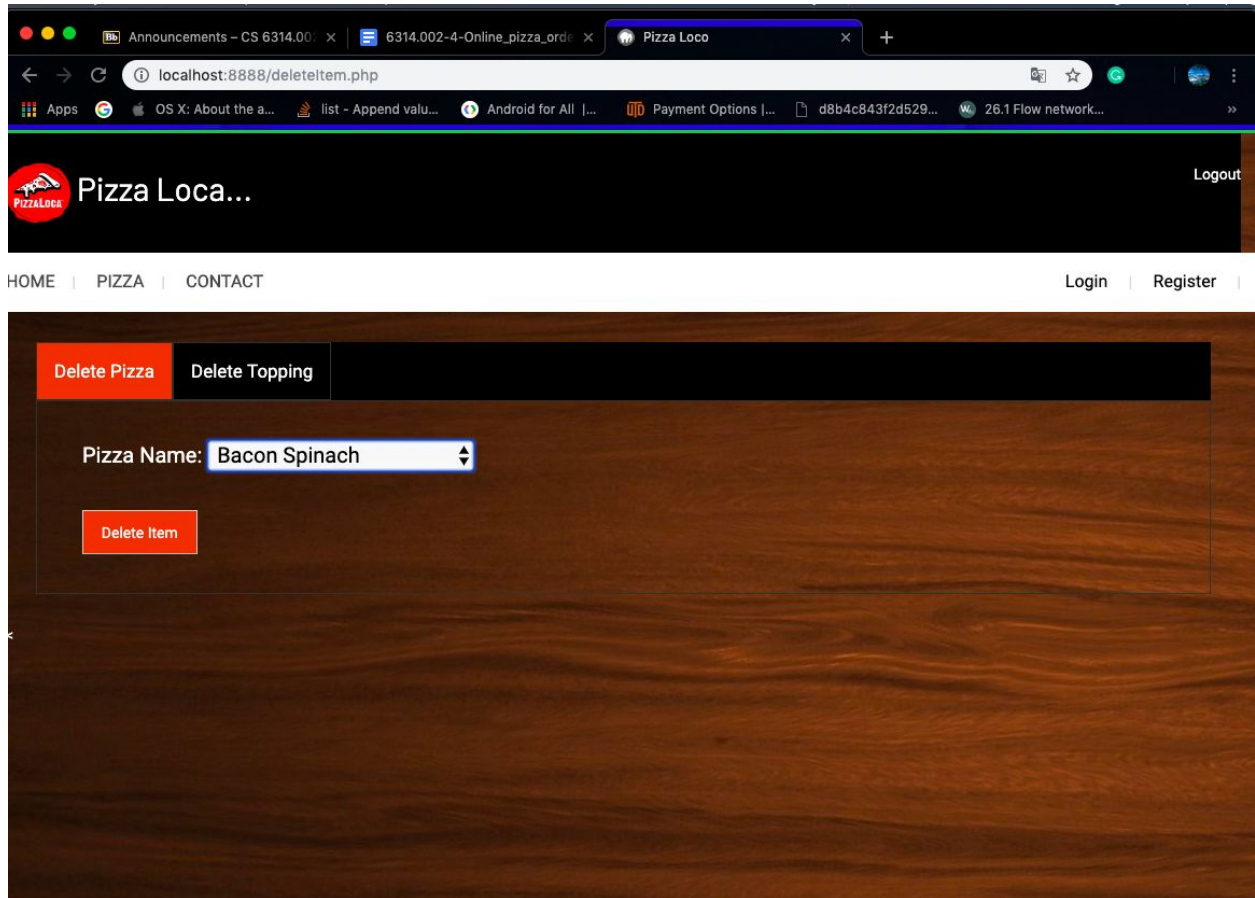 Announcements – CS 6314.00 6314.002-4-Online_pizza_orde Pizza Loco
localhost:8888/deleteItem.php
Apps OS X: About the a... list - Append valu... Android for All |... Payment Options |... d8b4c843f2d529... 26.1 Flow network... »
PIZZALOCA Pizza Loca... Logout
HOME | PIZZA | CONTACT Login | Register |
Delete Pizza Delete Topping
Pizza Name: Bacon Spinach
Delete Item
<